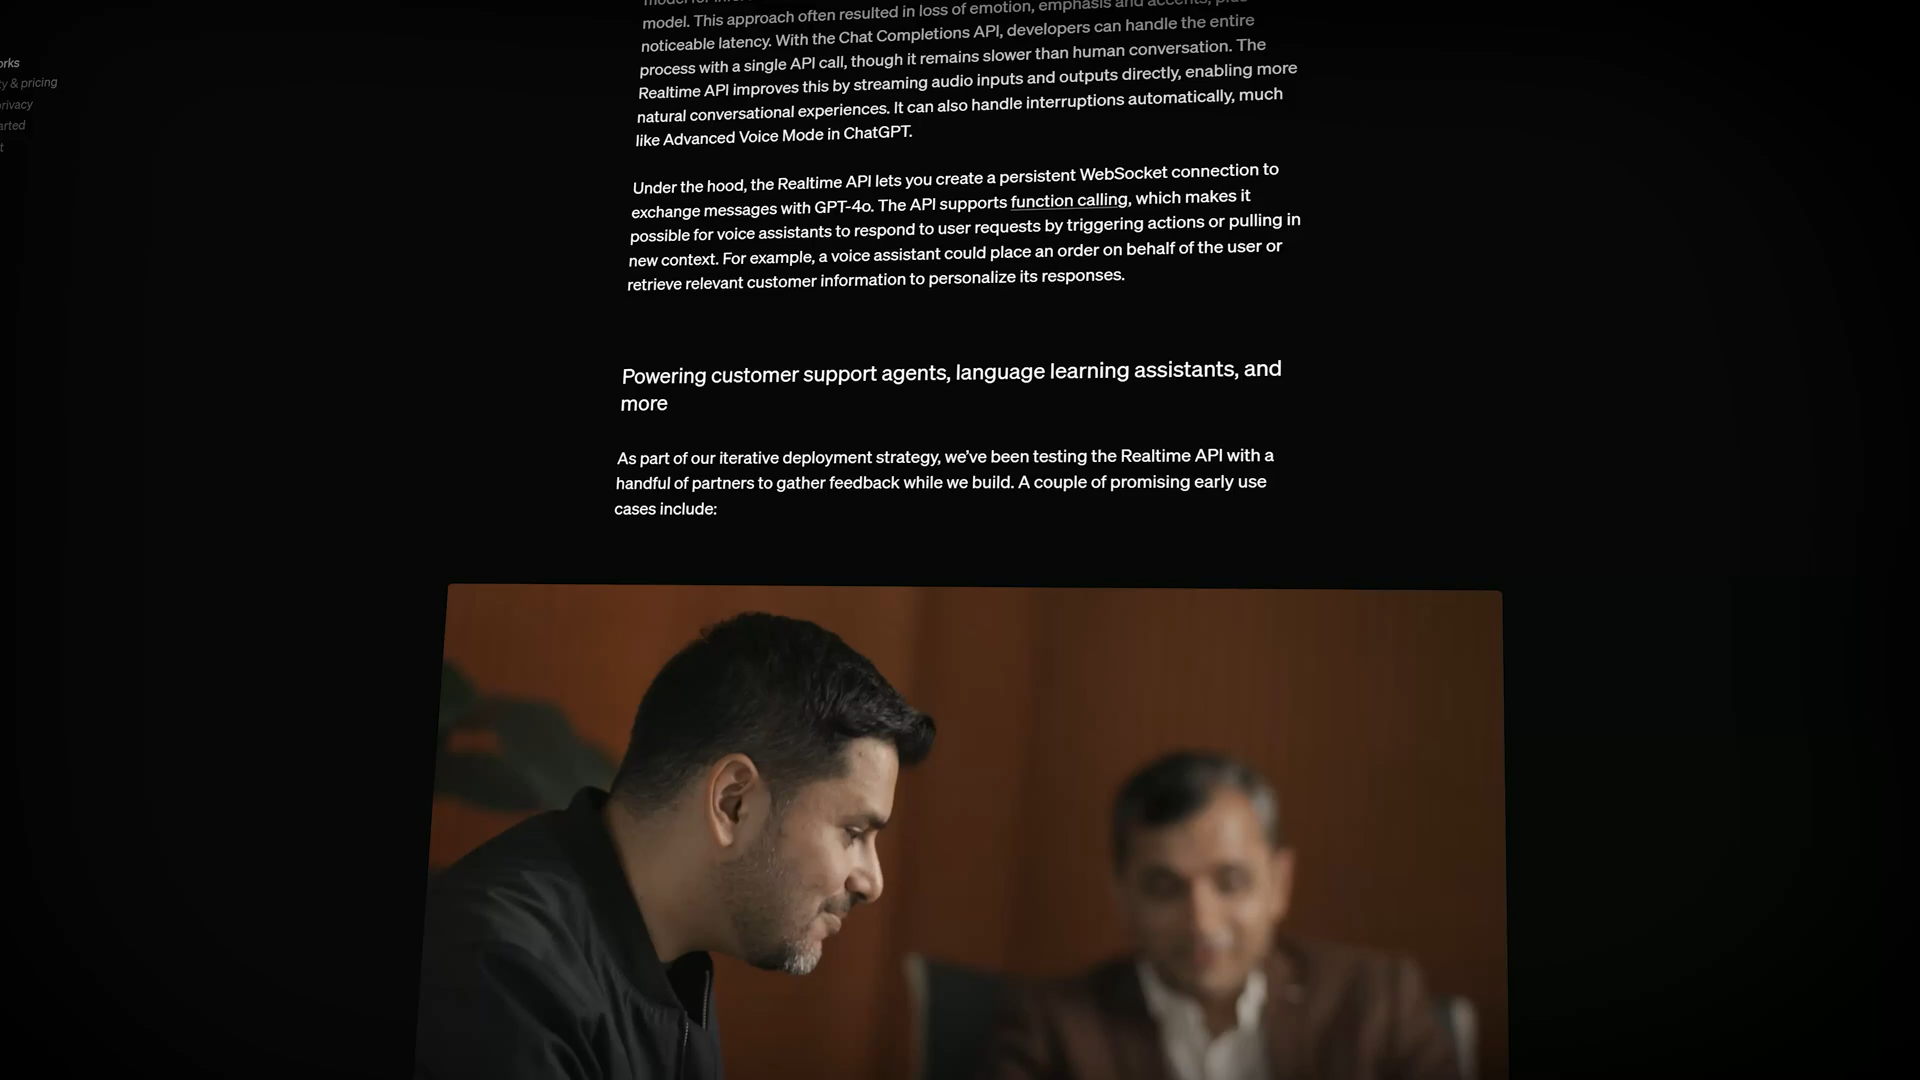 orks
y & pricing
rivacy
arted
t
model. This approach often resulted in loss of emotion, emphasis and accents,
noticeable latency. With the Chat Completions API, developers can handle the entire
process with a single API call, though it remains slower than human conversation. The
Realtime API improves this by streaming audio inputs and outputs directly, enabling more
natural conversational experiences. It can also handle interruptions automatically, much
like Advanced Voice Mode in ChatGPT.
Under the hood, the Realtime API lets you create a persistent WebSocket connection to
exchange messages with GPT-4o. The API supports function calling, which makes it
possible for voice assistants to respond to user requests by triggering actions or pulling in
new context. For example, a voice assistant could place an order on behalf of the user or
retrieve relevant customer information to personalize its responses.
Powering customer support agents, language learning assistants, and
more
As part of our iterative deployment strategy, we’ve been testing the Realtime API with a
handful of partners to gather feedback while we build. A couple of promising early use
cases include: